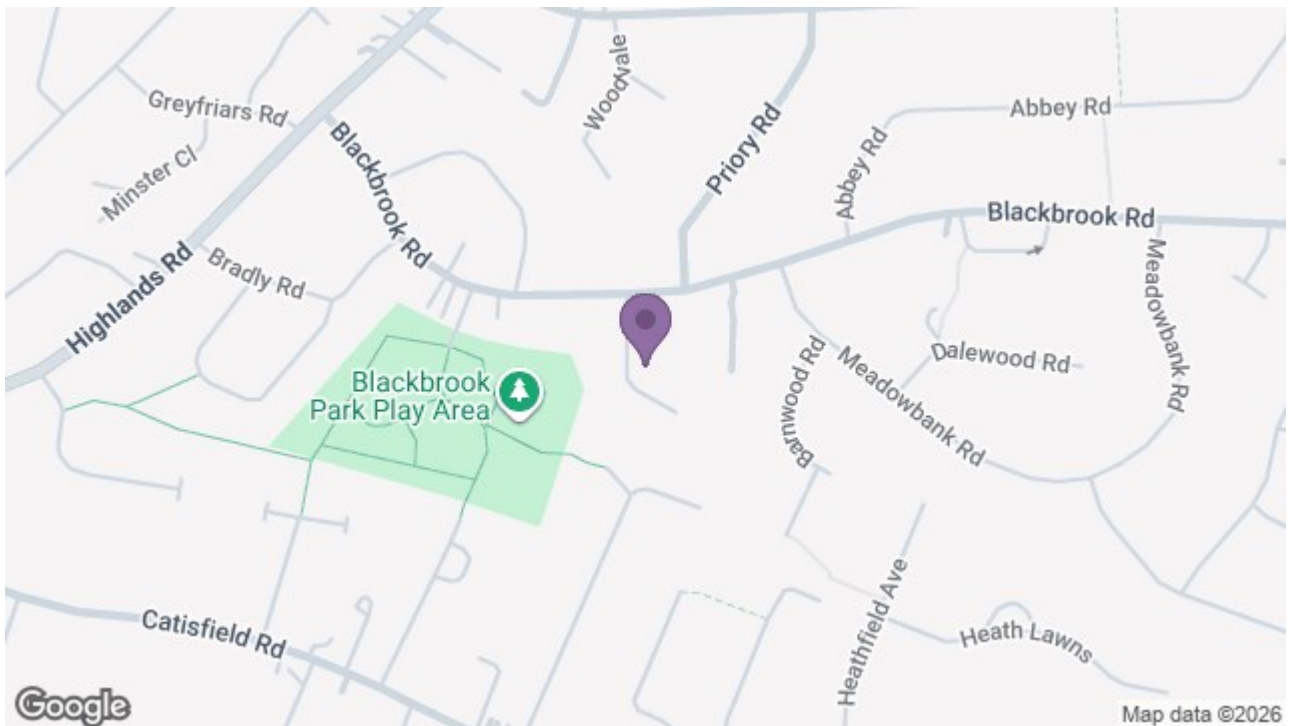 Greyfriars Rd
Minster Cl
Blackbrook Rd
Woodvale
Priory Rd
Abbey Rd
Abbey Rd
Blackbrook Rd
Highlands Rd
Bradly Rd
Blackbrook
Park Play Area
Barnwood Rd
Meadowbank Rd
Dalewood Rd
Meadowbank Rd
Catisfield Rd
Heathfield Ave
Heath Lawns
Google
Map data ©2026